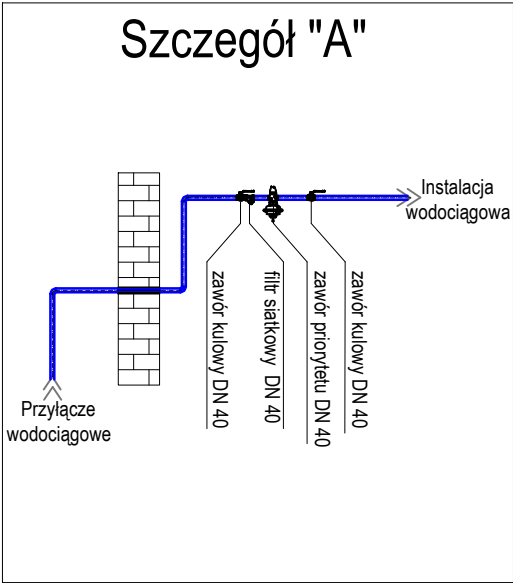 Szczegół "A"
Instalacja
wodociągowa
zawór kulowy DN 40
filtr siatkowy DN 40
zawór priorytetu DN 40
zawór kulowy DN 40
Przyłącze
wodociągowe